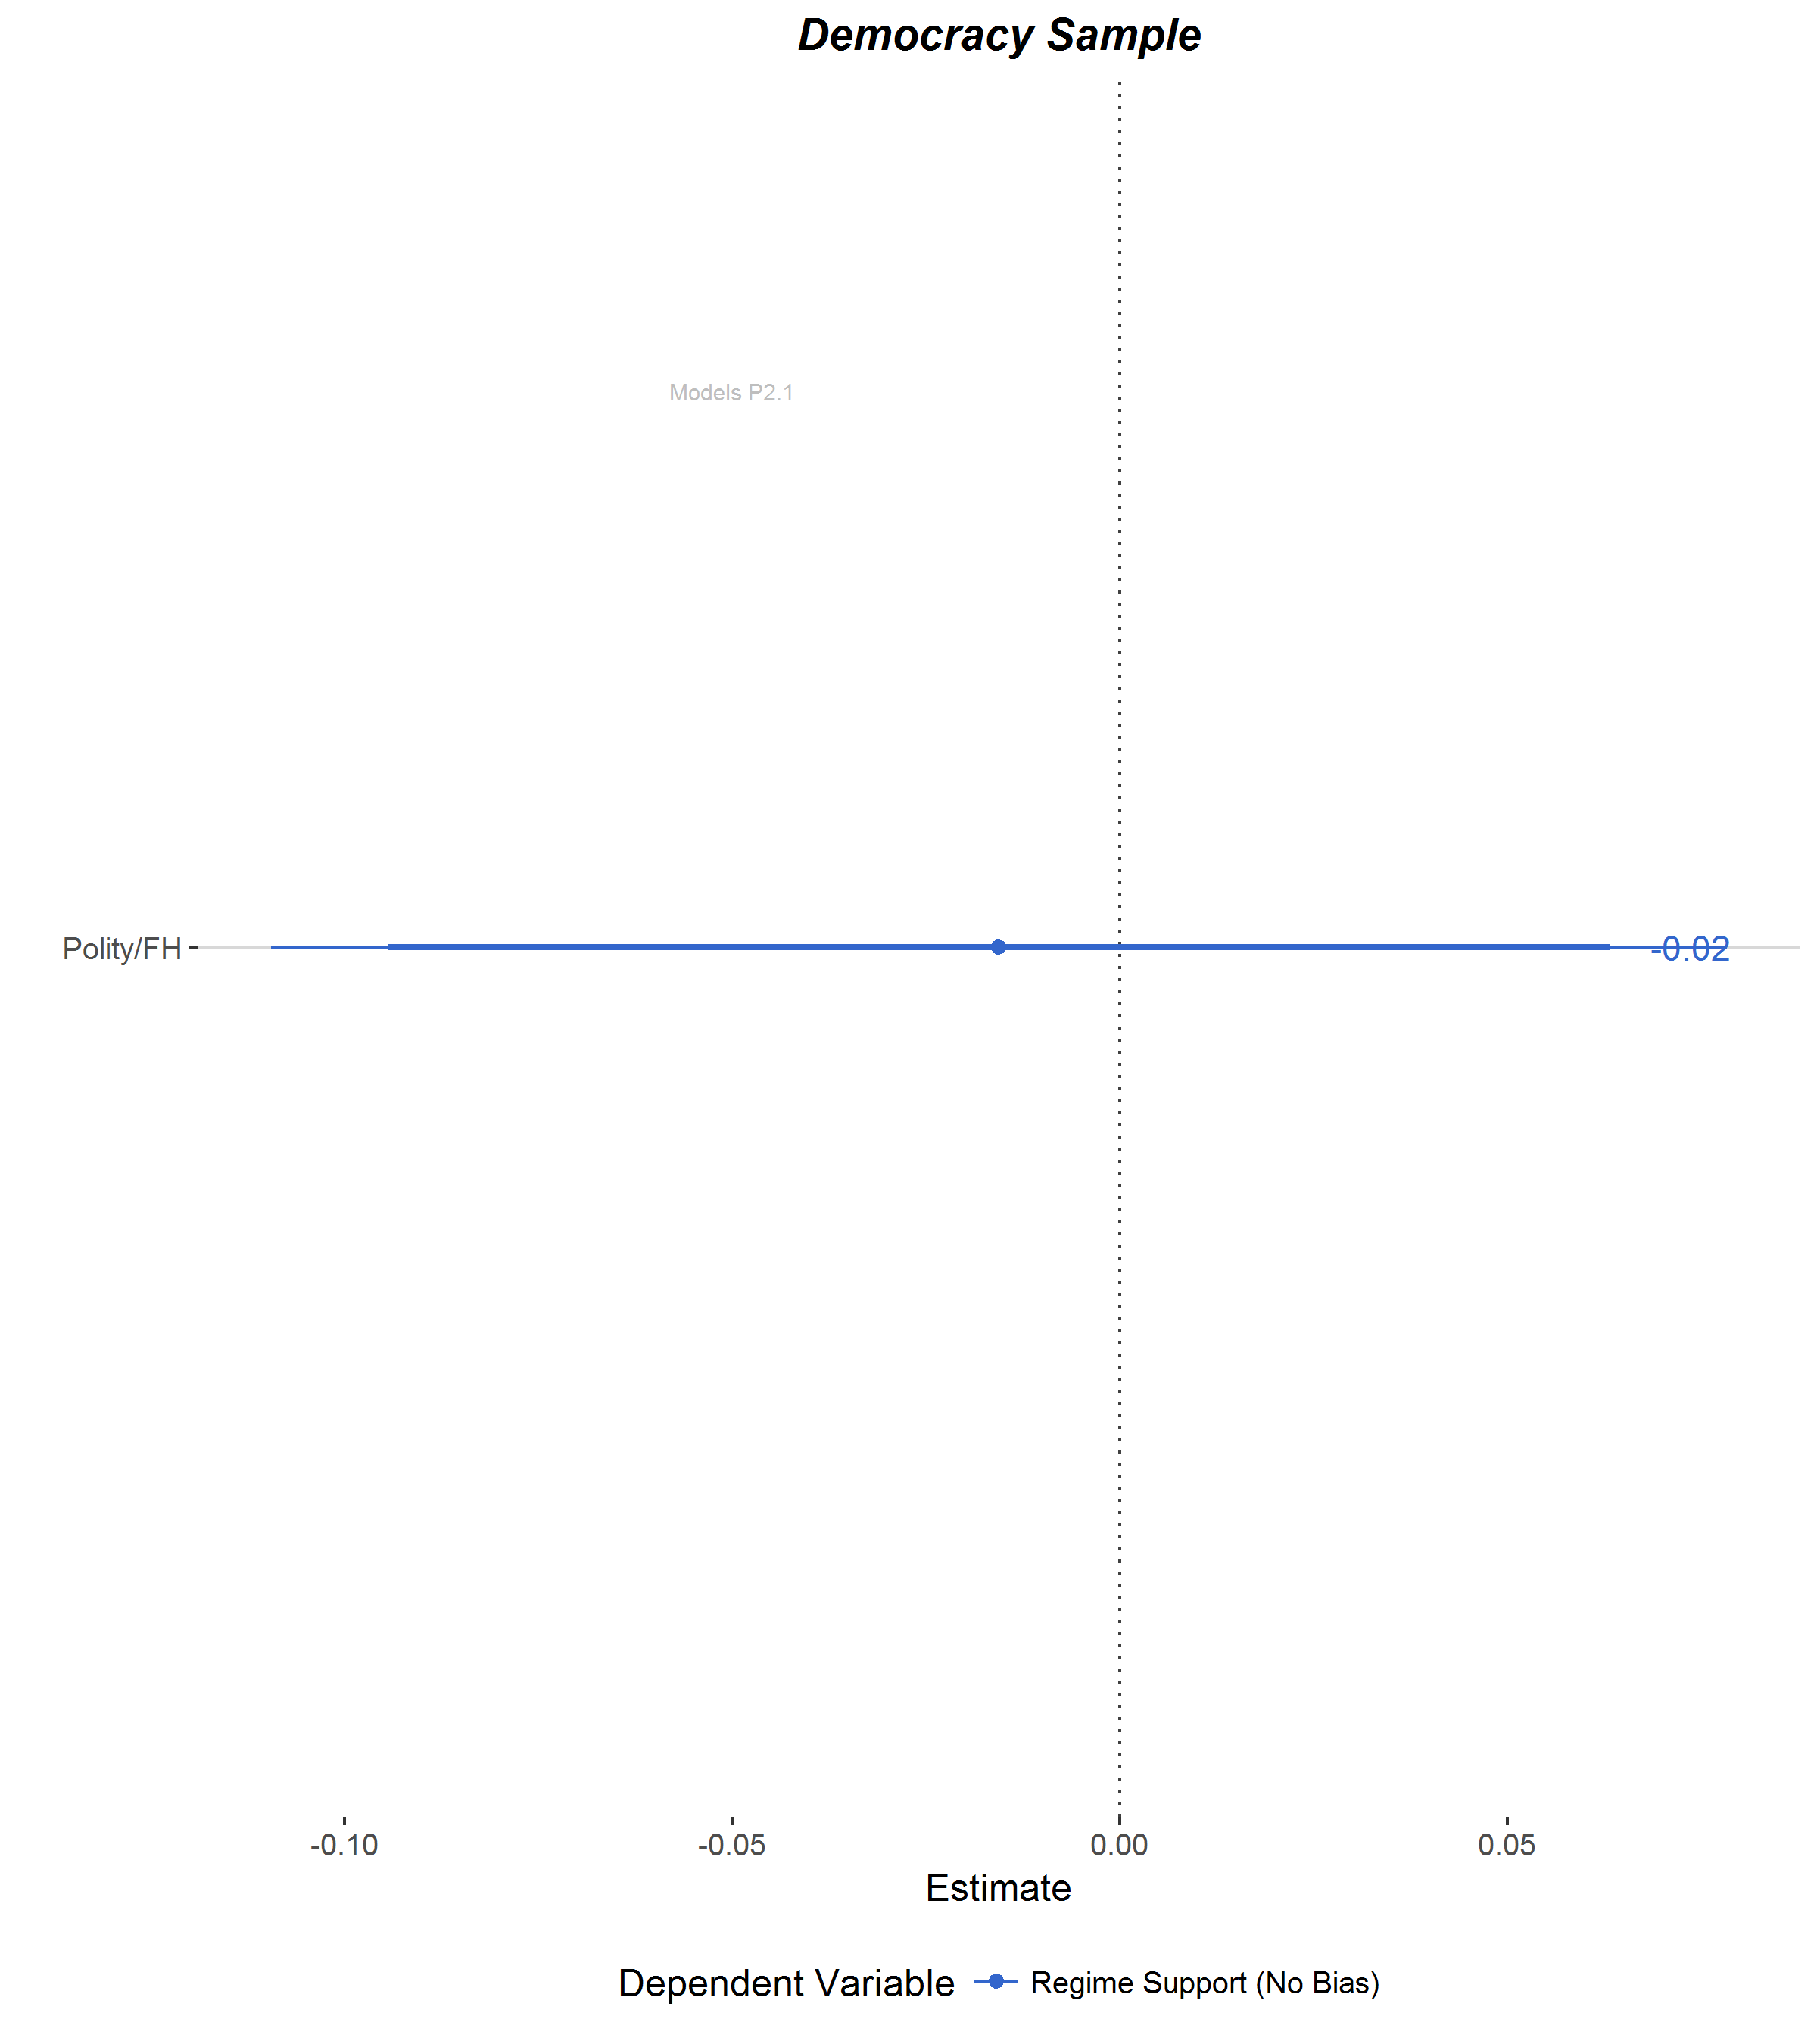 Democracy Sample
Models P2.1
Polity/FH
-0.02
-0.10
-0.05
0.00
0.05
Estimate
Dependent Variable
Regime Support (No Bias)